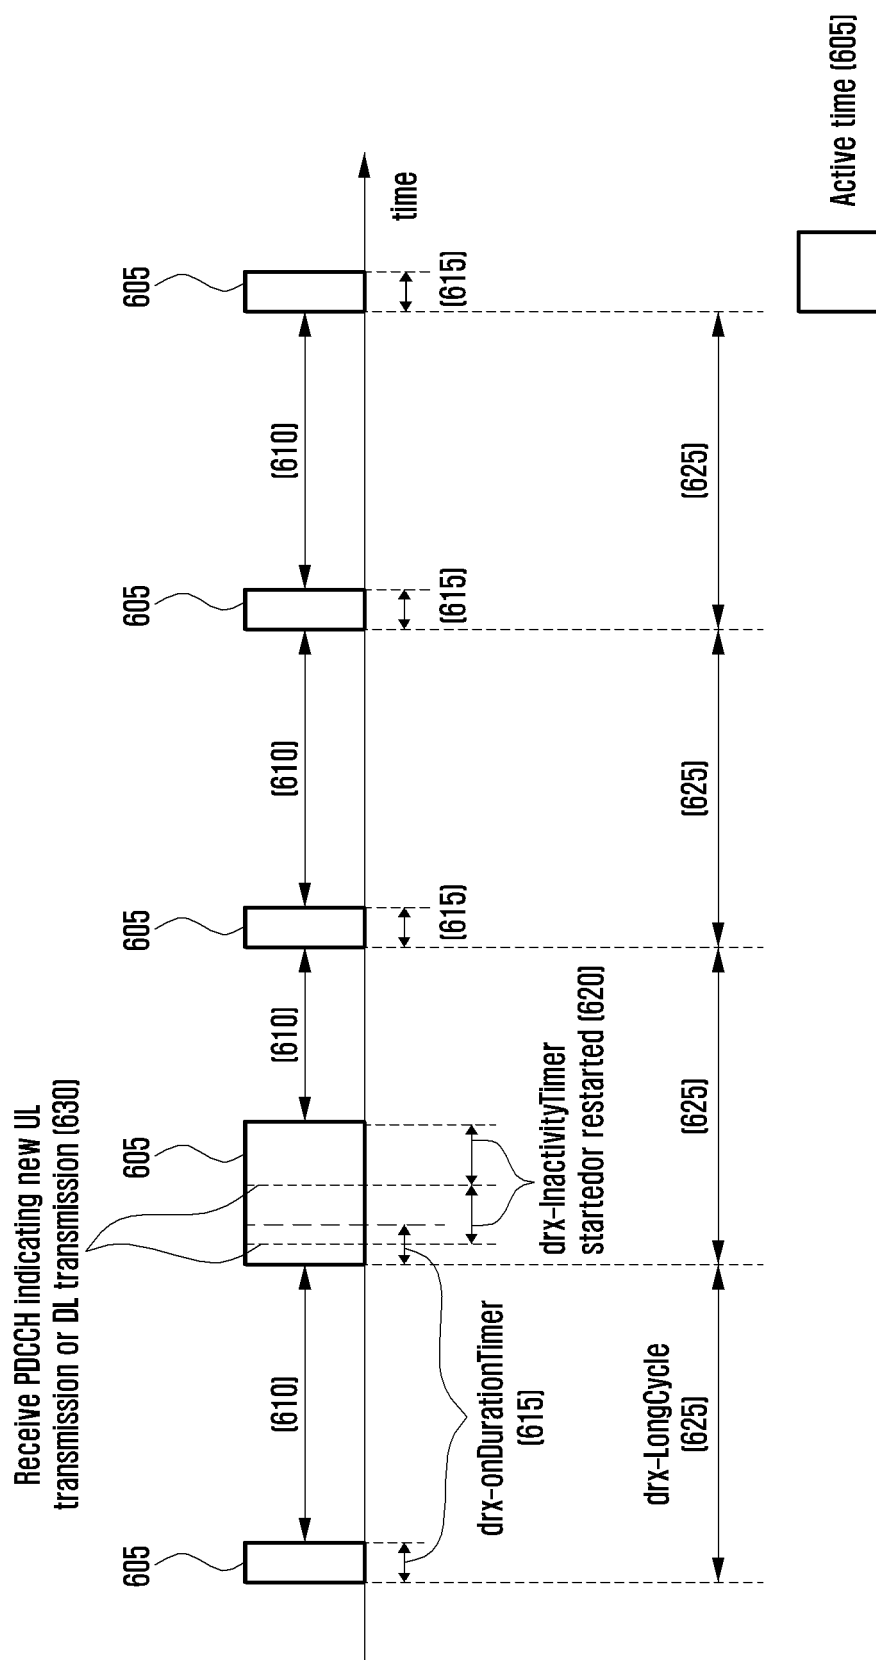 Receive PDCCH indicating new UL
transmission or DL transmission (630)
605
605
605
605
605
(610)
(610)
(610)
(610)
time
drx-onDurationTimer
(615)
(615)
(615)
(615)
drx-InactivityTimer
startedor restarted (620)
drx-LongCycle
(625)
(625)
(625)
(625)
Active time (605)